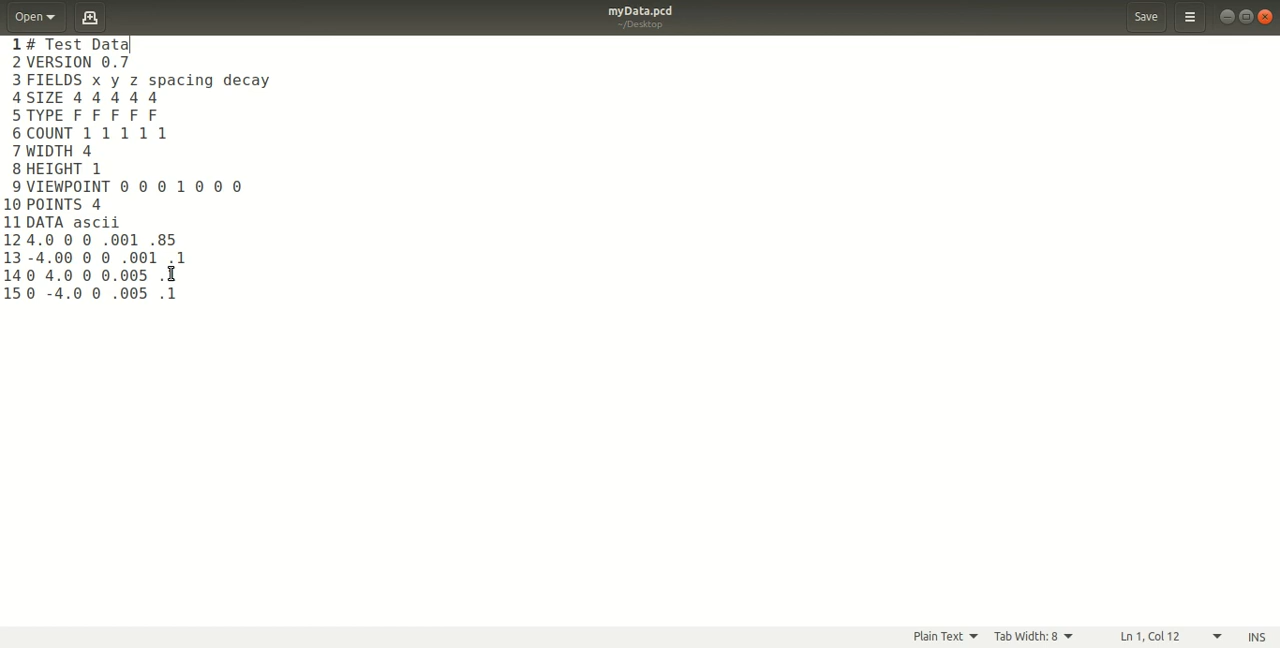 Open
myData.pcd
~/Desktop
Save
1 # Test Data
2 VERSION 0.7
3 FIELDS x y z spacing decay
4 SIZE 4 4 4 4 4
5 TYPE F F F F F
6 COUNT 1 1 1 1 1
7 WIDTH 4
8 HEIGHT 1
9 VIEWPOINT 0 0 0 1 0 0 0
10 POINTS 4
11 DATA ascii
12 4.0 0 0 .001 .85
13 -4.00 0 0 .001 .1
14 0 4.0 0 0.005
15 0 -4.0 0 .005 .1
Plain Text Tab Width: 8 Ln 1, Col 12 INS